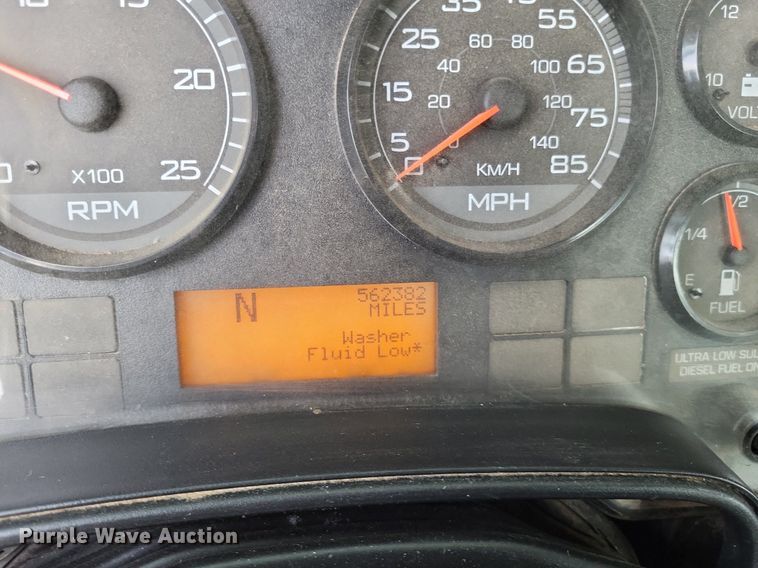 20
25
X100
RPM
5
15
25
35
45
55
65
75
85
0
20
40
60
80
100
120
140
KM/H
MPH
12
10
VOLT
1/2
1/4
E
FUEL
ULTRA LOW SUL
DIESEL FUEL ON
N
562382
MILES
Washer
Fluid Low*
Purple Wave Auction